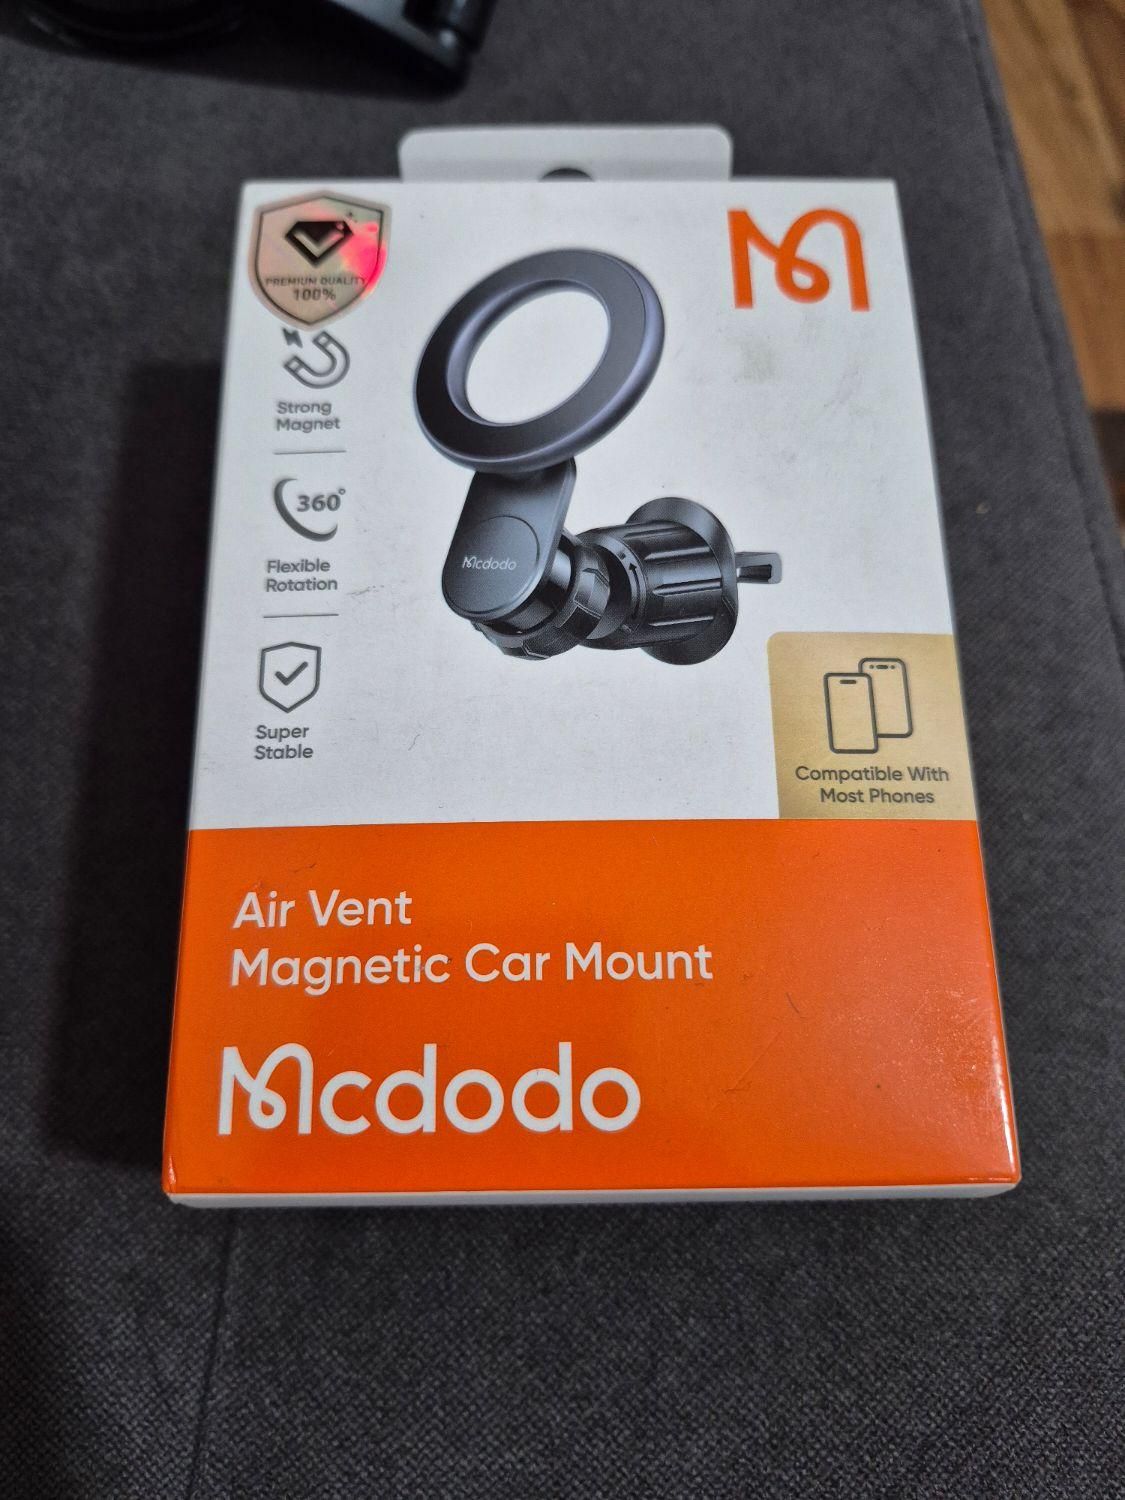 PREMIUM QUALITY
100%
Strong
Magnet
360°
Flexible
Rotation
Super
Stable
Mcdodo
Compatible With
Most Phones
Air Vent
Magnetic Car Mount
Mcdodo